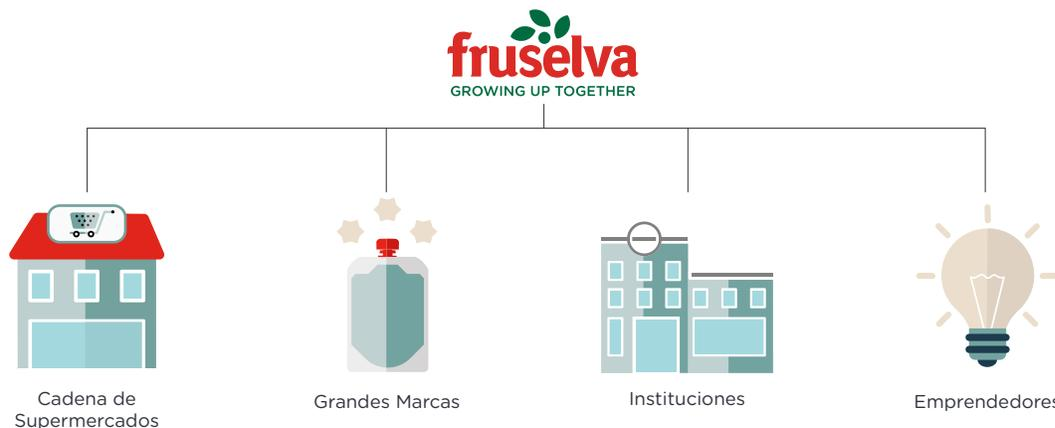 fruselva
GROWING UP TOGETHER
Cadena de
Supermercados
Grandes Marcas
Instituciones
Emprendedores